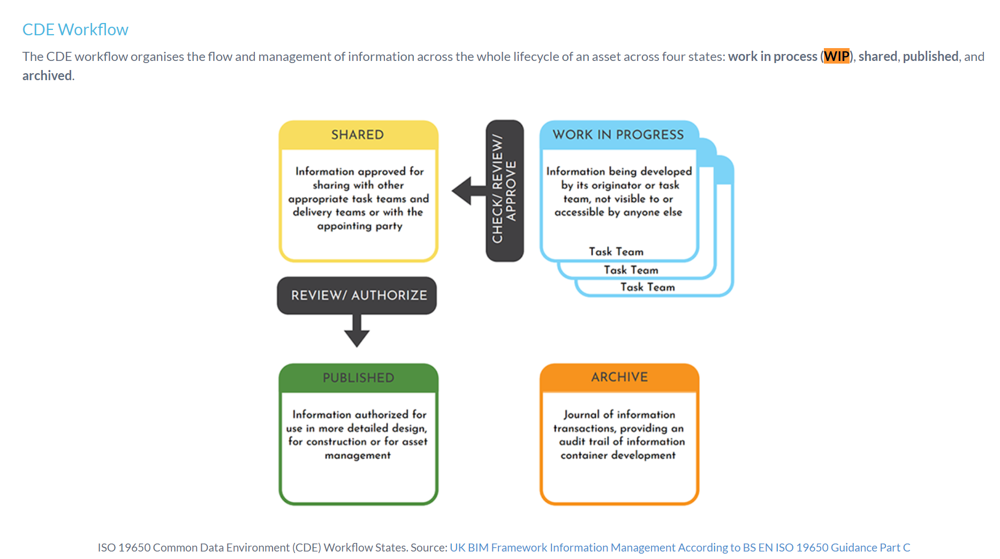 CDE Workflow
The CDE workflow organises the flow and management of information across the whole lifecycle of an asset across four states: work in process (WIP), shared, published, and
archived.
SHARED
Information approved for
sharing with other
appropriate task teams and
delivery teams or with the
appointing party
CHECK/ REVIEW/
APPROVE
WORK IN PROGRESS
Information being developed
by its originator or task
team, not visible to or
accessible by anyone else
Task Team
Task Team
Task Team
REVIEW/ AUTHORIZE
PUBLISHED
Information authorized for
use in more detailed design,
for construction or for asset
management
ARCHIVE
Journal of information
transactions, providing an
audit trail of information
container development
ISO 19650 Common Data Environment (CDE) Workflow States. Source: UK BIM Framework Information Management According to BS EN ISO 19650 Guidance Part C